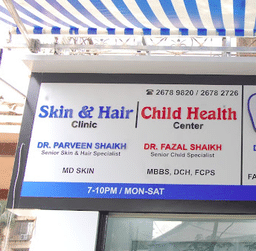 ☎ 2678 9820 / 2678 2726
Skin & Hair
Clinic
DR. PARVEEN SHAIKH
Senior Skin & Hair Specialist
MD SKIN
Child Health
Center
DR. FAZAL SHAIKH
Senior Child Specialist
MBBS, DCH, FCPS
7-10PM / MON-SAT